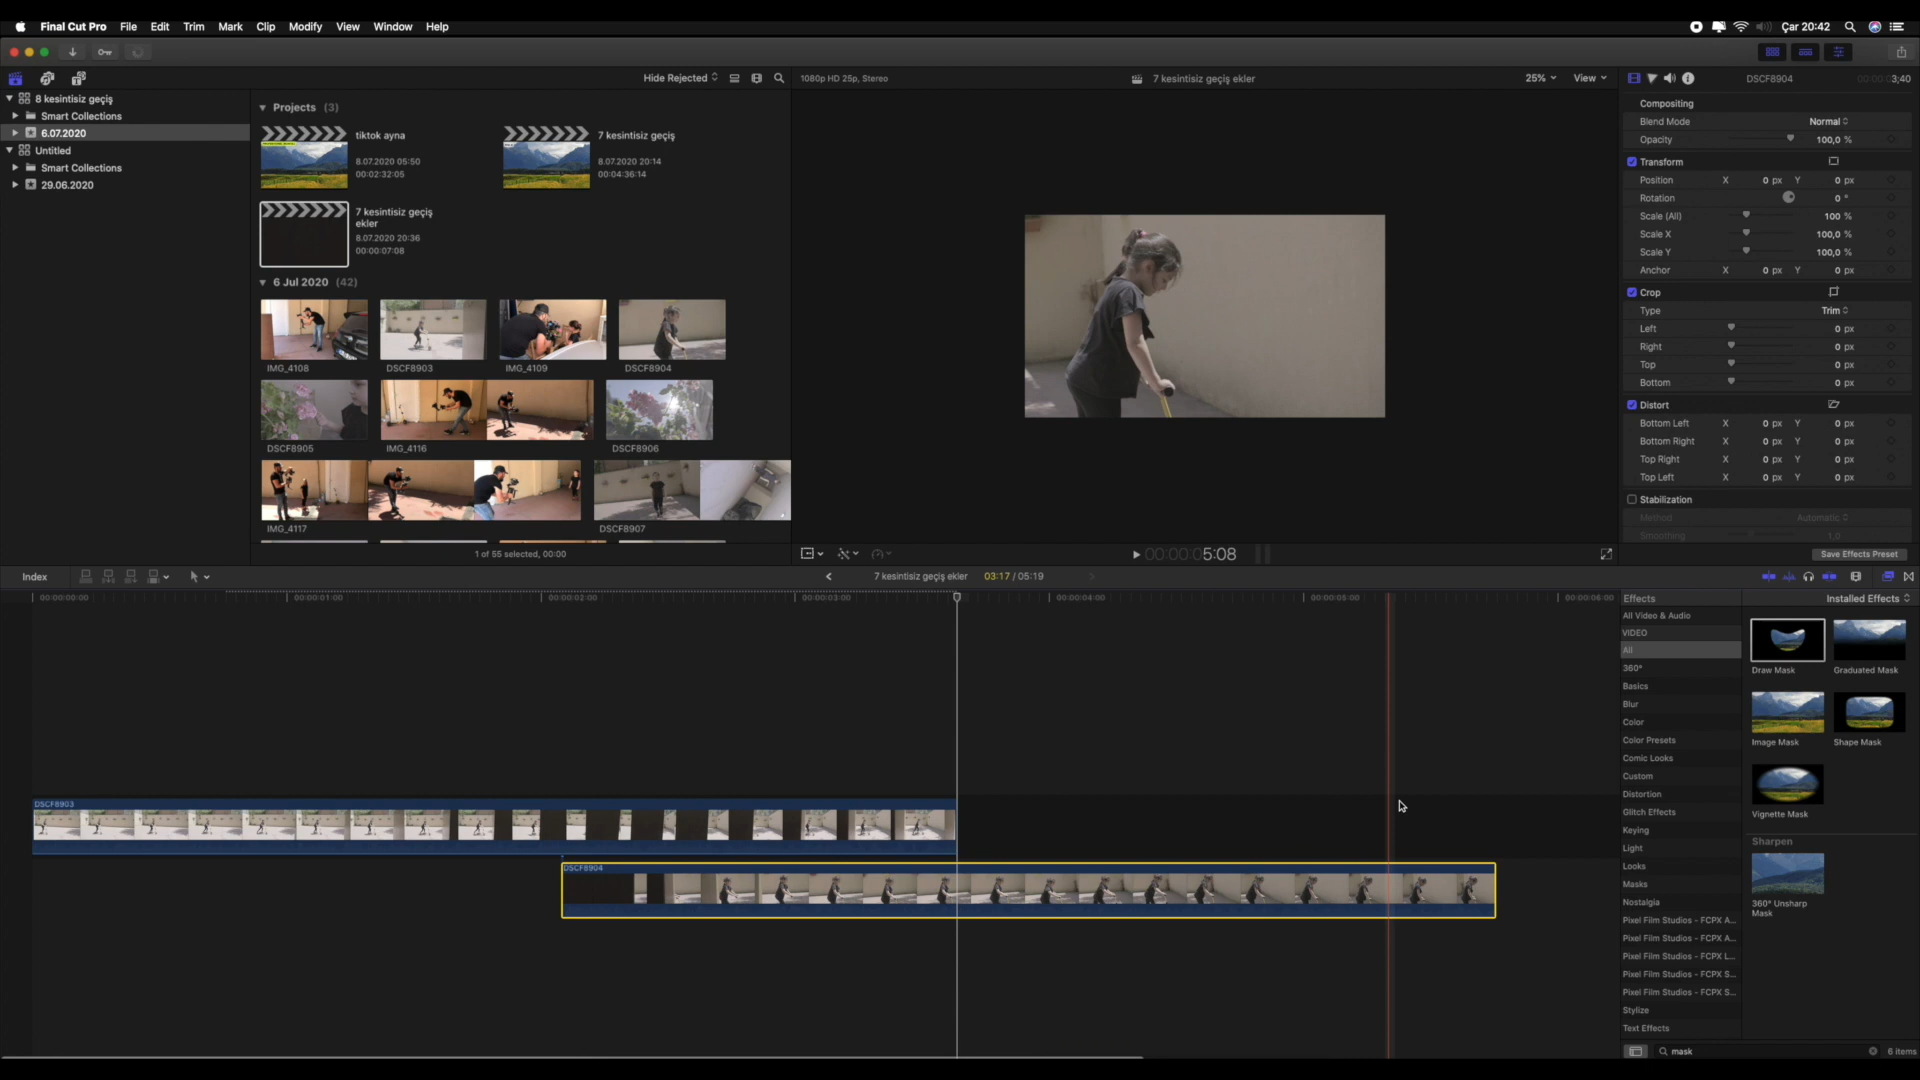 Final Cut Pro File Edit Trim Mark Clip Modify View Window Help
Çar 20:42
Hide Rejected
1080p HD 25p, Stereo
7 kesintisiz geçiş ekler
25%
View
DSCF8904
3;40
8 kesintisiz geçiş
Smart Collections
6.07.2020
Untitled
Smart Collections
29.06.2020
Projects (3)
tiktok ayna
8.07.2020 05:50
00:02:32:05
7 kesintisiz geçiş
8.07.2020 20:14
00:04:36:14
7 kesintisiz geçiş
ekler
8.07.2020 20:36
00:00:07:08
6 Jul 2020 (42)
IMG_4108
DSCF8903
IMG_4109
DSCF8904
DSCF8905
IMG_4116
DSCF8906
IMG_4117
DSCF8907
1 of 55 selected, 00:00
00:00:00:05:08
Compositing
Blend Mode Normal
Opacity 100,0 %
Transform
Position X 0 px Y 0 px
Rotation 0 °
Scale (All) 100 %
Scale X 100,0 %
Scale Y 100,0 %
Anchor X 0 px Y 0 px
Crop
Type Trim
Left 0 px
Right 0 px
Top 0 px
Bottom 0 px
Distort
Bottom Left X 0 px Y 0 px
Bottom Right X 0 px Y 0 px
Top Right X 0 px Y 0 px
Top Left X 0 px Y 0 px
Stabilization
Method Automatic
Smoothing 1,0
Save Effects Preset
Index
7 kesintisiz geçiş ekler 03:17 / 05:19
00:00:00:00 00:00:01:00 00:00:02:00 00:00:03:00 00:00:04:00 00:00:05:00 00:00:06:00
DSCF8903
DSCF8904
Effects
Installed Effects
All Video & Audio
VIDEO
All
360°
Basics
Blur
Color
Color Presets
Comic Looks
Custom
Distortion
Glitch Effects
Keying
Light
Looks
Masks
Nostalgia
Pixel Film Studios - FCPX A...
Pixel Film Studios - FCPX A...
Pixel Film Studios - FCPX L...
Pixel Film Studios - FCPX S...
Pixel Film Studios - FCPX S...
Stylize
Text Effects
Draw Mask
Graduated Mask
Image Mask
Shape Mask
Vignette Mask
Sharpen
360° Unsharp
Mask
mask
6 items